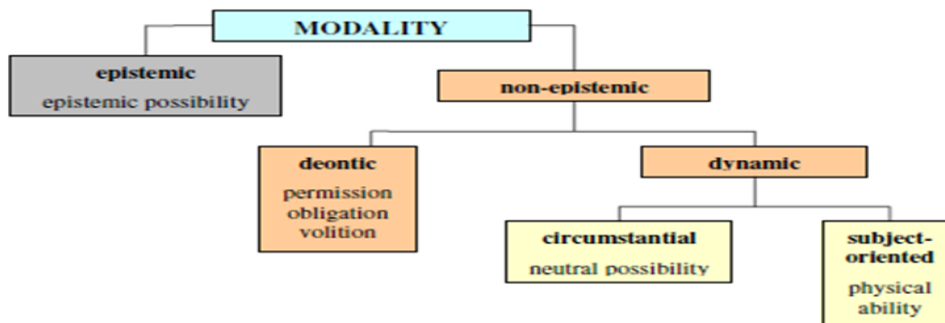 MODALITY
epistemic
epistemic possibility
non-epistemic
deontic
permission
obligation
volition
dynamic
circumstantial
neutral possibility
subject-
oriented
physical
ability